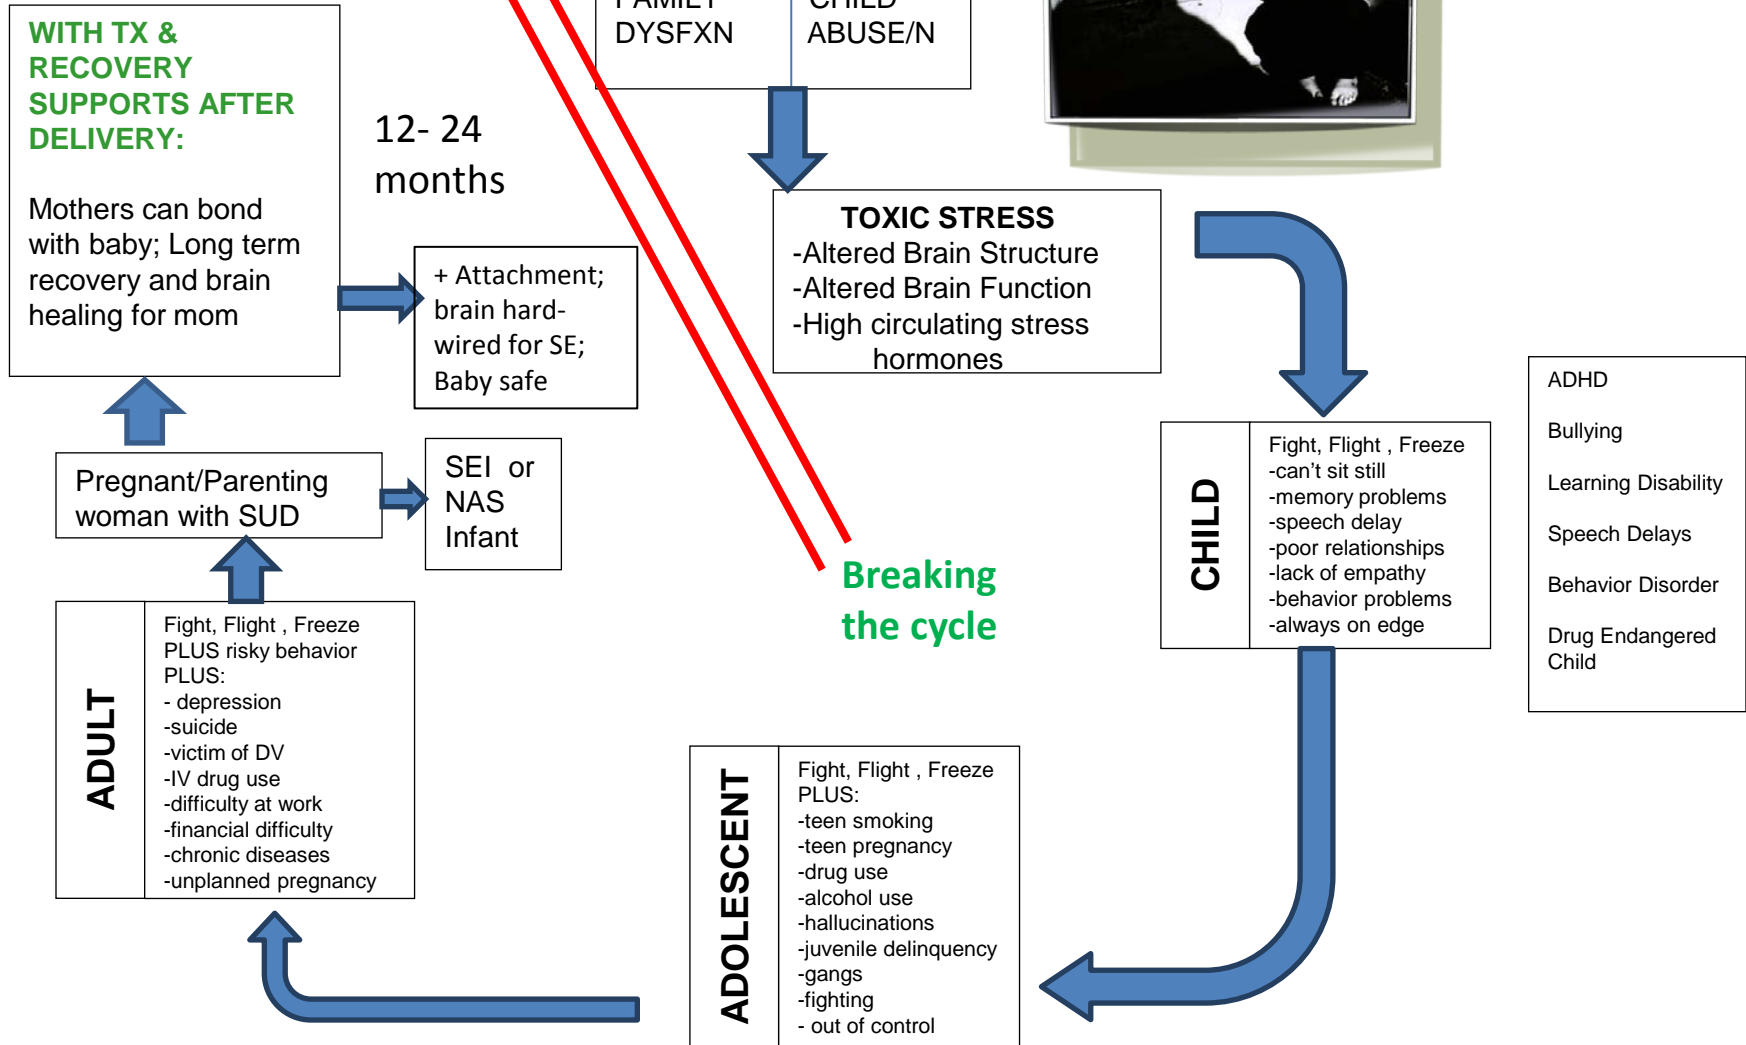 WITH TX &
RECOVERY
SUPPORTS AFTER
DELIVERY:
Mothers can bond
with baby; Long term
recovery and brain
healing for mom
12- 24
months
FAMILY
DYSFXN
CHILD
ABUSE/N
TOXIC STRESS
-Altered Brain Structure
-Altered Brain Function
-High circulating stress
hormones
+ Attachment;
brain hard-
wired for SE;
Baby safe
Pregnant/Parenting
woman with SUD
SEI or
NAS
Infant
Breaking
the cycle
CHILD
Fight, Flight , Freeze
-can't sit still
-memory problems
-speech delay
-poor relationships
-lack of empathy
-behavior problems
-always on edge
ADHD
Bullying
Learning Disability
Speech Delays
Behavior Disorder
Drug Endangered
Child
ADULT
Fight, Flight , Freeze
PLUS risky behavior
PLUS:
- depression
-suicide
-victim of DV
-IV drug use
-difficulty at work
-financial difficulty
-chronic diseases
-unplanned pregnancy
ADOLESCENT
Fight, Flight , Freeze
PLUS:
-teen smoking
-teen pregnancy
-drug use
-alcohol use
-hallucinations
-juvenile delinquency
-gangs
-fighting
- out of control